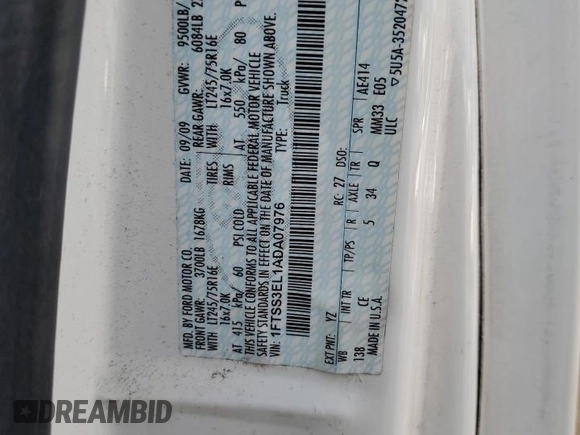 MFD. BY FORD MOTOR CO.
DATE: 09/09 GVWR: 9500LB/
FRONT GAWR: 3700LB 1678KG REAR GAWR: 6084LB 2
LT245/75R16E TIRES WITH LT245/75R16E
16x7.0K RIMS 16x7.0K
AT 415 kPa/ 60 PSI COLD AT 550 kPa/ 80 P
THIS VEHICLE CONFORMS TO ALL APPLICABLE FEDERAL MOTOR VEHICLE
SAFETY STANDARDS IN EFFECT ON THE DATE OF MANUFACTURE SHOWN ABOVE.
VIN: 1FTSS3EL1ADA07976 TYPE: Truck
EXT PNT: YZ RC: 27 DSO:
WB INT TR TP/PS R AXLE TR SPR AE414
138 CE 5 34 Q MM33 E05
MADE IN U.S.A. ULC
▽5U5A-3520472
DREAMBID